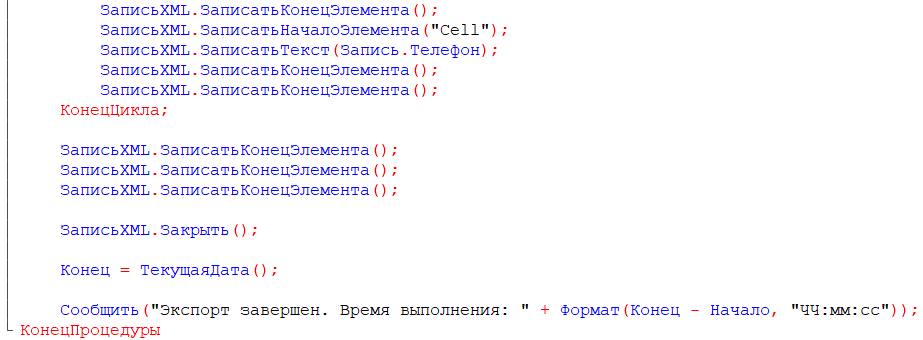 ЗаписьXML.ЗаписатьКонецЭлемента();
ЗаписьXML.ЗаписатьНачалоЭлемента("Cell");
ЗаписьXML.ЗаписатьТекст(Запись.Телефон);
ЗаписьXML.ЗаписатьКонецЭлемента();
ЗаписьXML.ЗаписатьКонецЭлемента();
КонецЦикла;
ЗаписьXML.ЗаписатьКонецЭлемента();
ЗаписьXML.ЗаписатьКонецЭлемента();
ЗаписьXML.ЗаписатьКонецЭлемента();
ЗаписьXML.Закрыть();
Конец = ТекущаяДата();
Сообщить("Экспорт завершен. Время выполнения: " + Формат(Конец - Начало, "ЧЧ:мм:сс"));
КонецПроцедуры